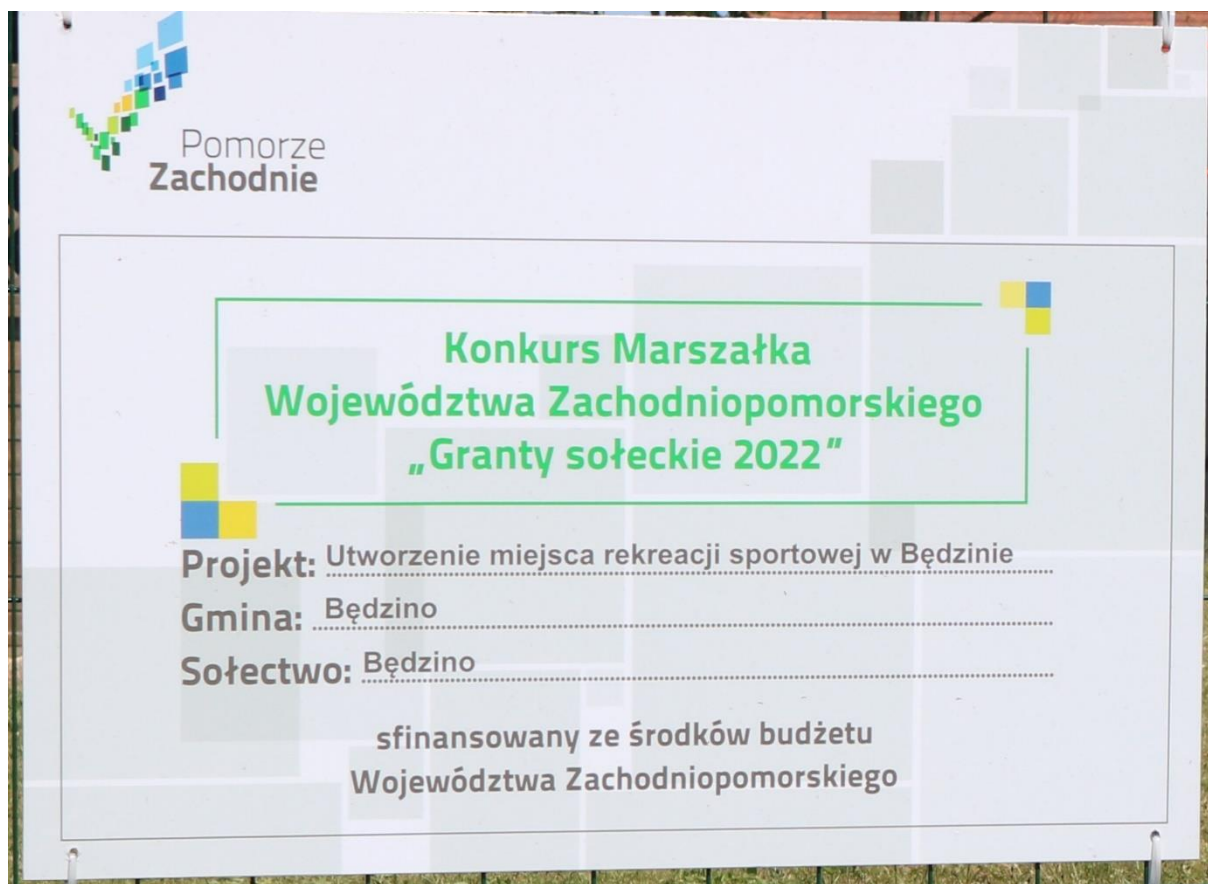 Pomorze
Zachodnie
Konkurs Marszałka
Województwa Zachodniopomorskiego
„Granty sołeckie 2022”
Projekt: Utworzenie miejsca rekreacji sportowej w Będzinie
Gmina: Będzino
Sołectwo: Będzino
sfinansowany ze środków budżetu
Województwa Zachodniopomorskiego